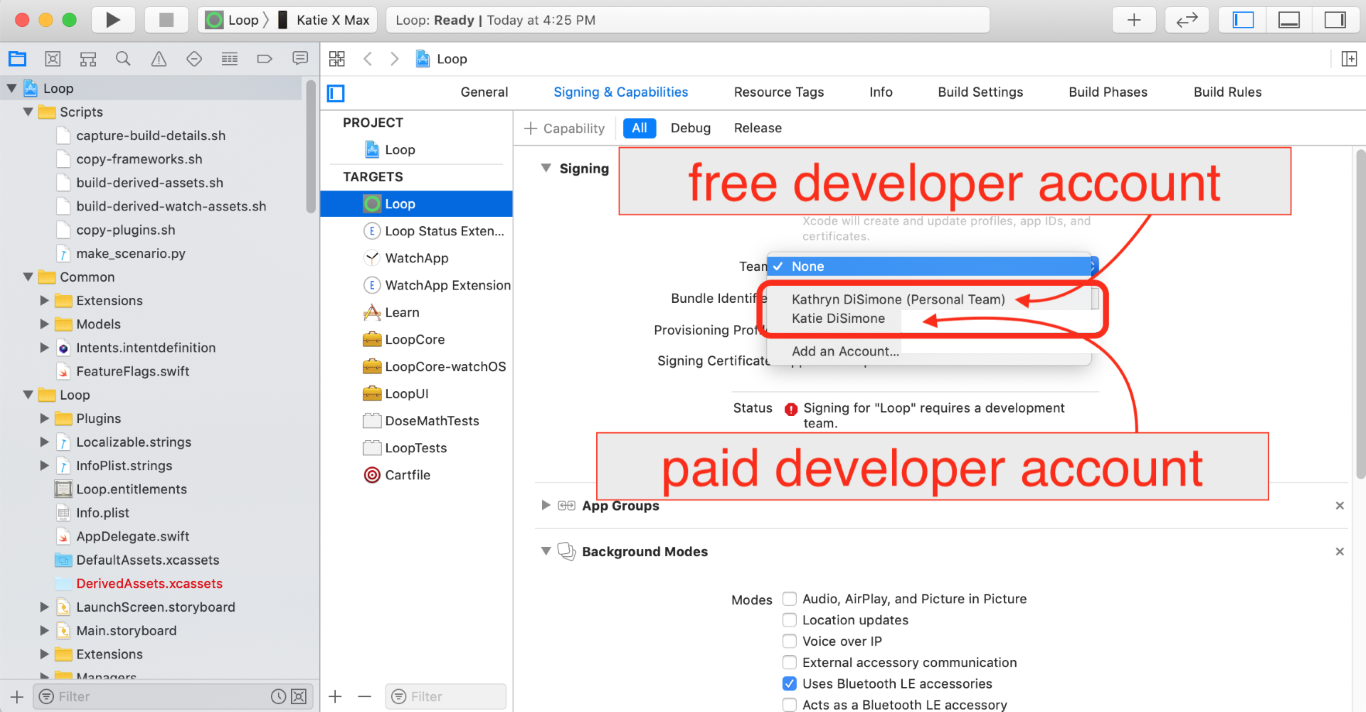 Loop
Katie X Max
Loop: Ready | Today at 4:25 PM
Loop
General
Signing & Capabilities
Resource Tags
Info
Build Settings
Build Phases
Build Rules
Loop
Scripts
capture-build-details.sh
copy-frameworks.sh
build-derived-assets.sh
build-derived-watch-assets.sh
copy-plugins.sh
make_scenario.py
Common
Extensions
Models
Intents.intentdefinition
FeatureFlags.swift
Loop
Plugins
Localizable.strings
InfoPlist.strings
Loop.entitlements
Info.plist
AppDelegate.swift
DefaultAssets.xcassets
DerivedAssets.xcassets
LaunchScreen.storyboard
Main.storyboard
Extensions
Managers
Filter
PROJECT
Loop
TARGETS
Loop
E Loop Status Exten...
WatchApp
E WatchApp Extension
Learn
LoopCore
LoopCore-watchOS
LoopUI
DoseMathTests
LoopTests
Cartfile
Filter
+ Capability
All
Debug
Release
Signing
free developer account
Xcode will create and update profiles, app IDs, and
certificates.
Team
None
Bundle Identifie
Kathryn DiSimone (Personal Team)
Katie DiSimone
Provisioning Prof
Add an Account...
Signing Certificate
Status
Signing for "Loop" requires a development
team.
paid developer account
App Groups
Background Modes
Modes
Audio, AirPlay, and Picture in Picture
Location updates
Voice over IP
External accessory communication
Uses Bluetooth LE accessories
Acts as a Bluetooth LE accessory